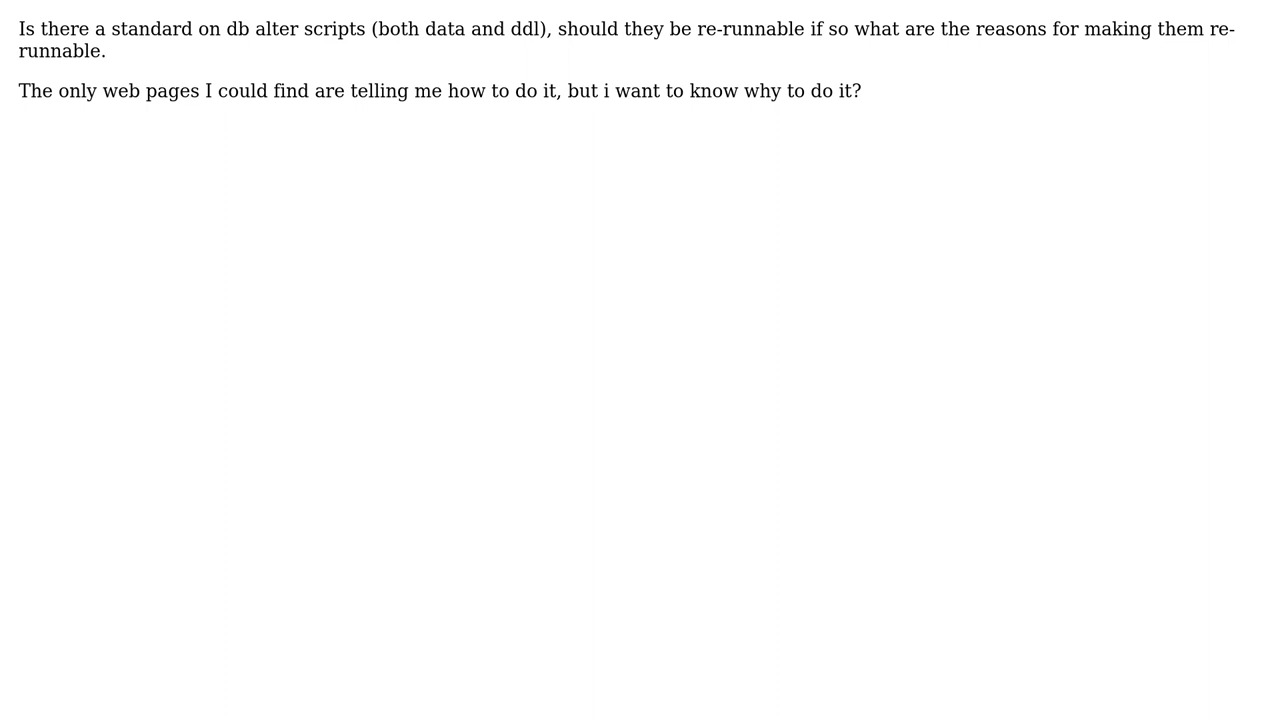 Is there a standard on db alter scripts (both data and ddl), should they be re-runnable if so what are the reasons for making them re-
runnable.
The only web pages I could find are telling me how to do it, but i want to know why to do it?